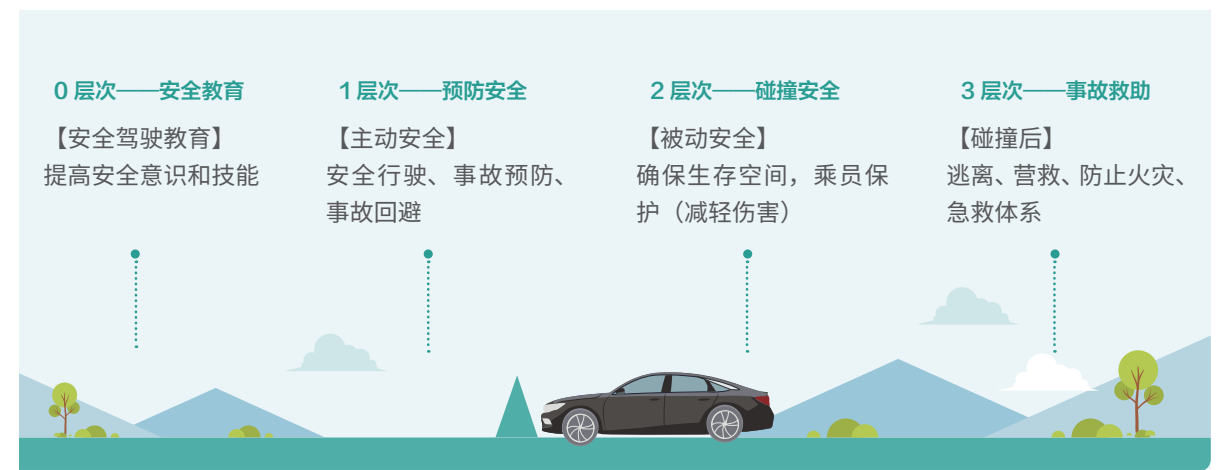 0 层次——安全教育
【安全驾驶教育】
提高安全意识和技能
1 层次——预防安全
【主动安全】
安全行驶、事故预防、
事故回避
2 层次——碰撞安全
【被动安全】
确保生存空间，乘员保
护（减轻伤害）
3 层次——事故救助
【碰撞后】
逃离、营救、防止火灾、
急救体系